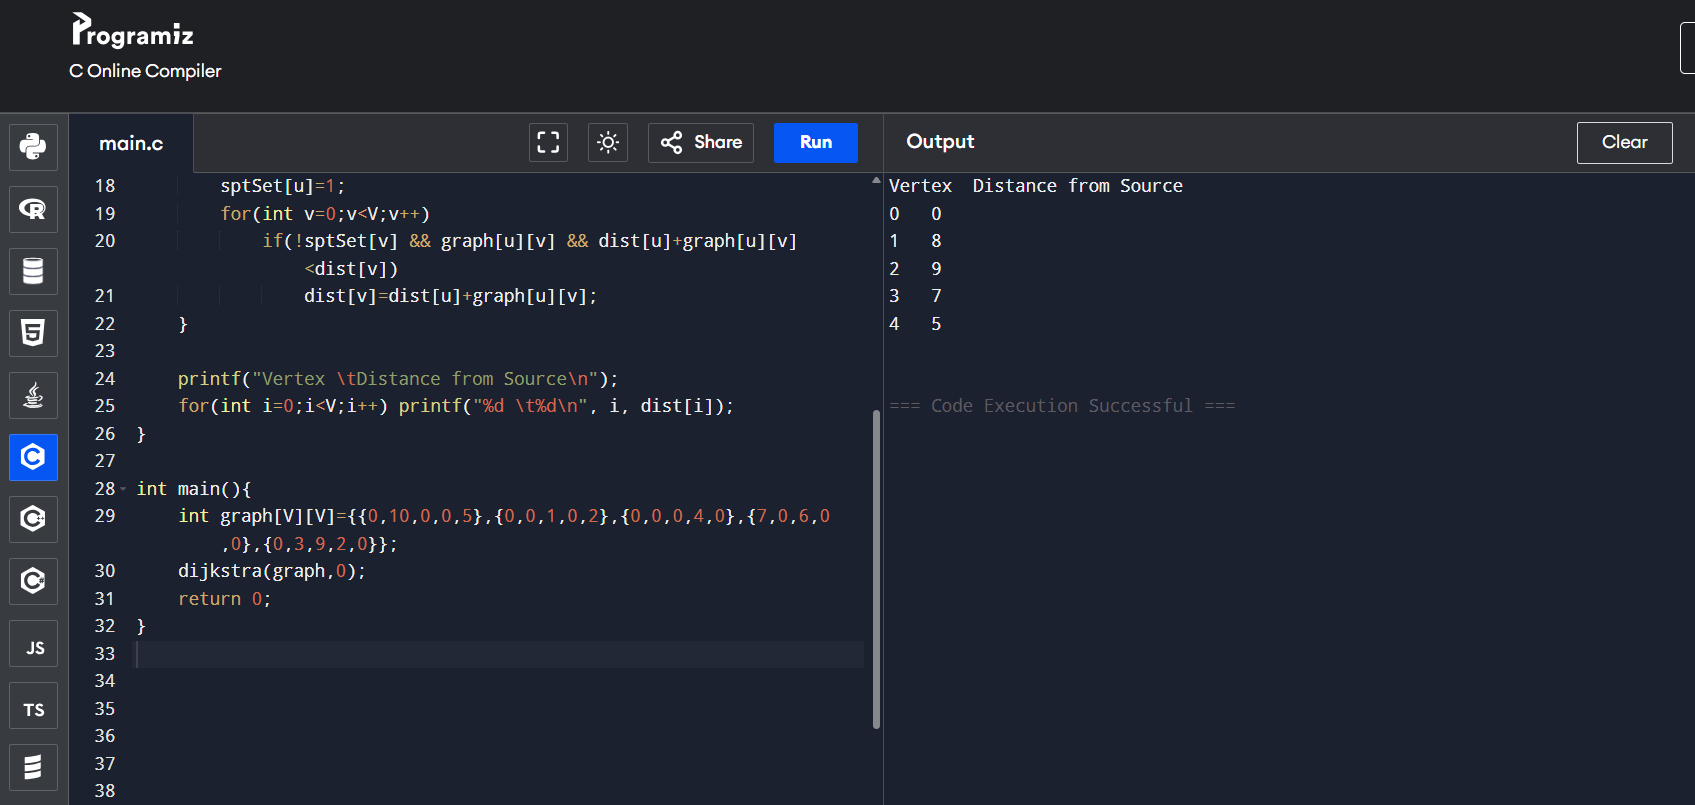 Programiz
C Online Compiler
main.c
Share
Run
Output
Clear
18 sptSet[u]=1;
19 for(int v=0;v<V;v++)
20 if(!sptSet[v] && graph[u][v] && dist[u]+graph[u][v]
<dist[v])
21 dist[v]=dist[u]+graph[u][v];
22 }
23
24 printf("Vertex \tDistance from Source\n");
25 for(int i=0;i<V;i++) printf("%d \t%d\n", i, dist[i]);
26 }
27
28 int main(){
29 int graph[V][V]={{0,10,0,0,5},{0,0,1,0,2},{0,0,0,4,0},{7,0,6,0
,0},{0,3,9,2,0}};
30 dijkstra(graph,0);
31 return 0;
32 }
33
34
35
36
37
38
Vertex Distance from Source
0 0
1 8
2 9
3 7
4 5
=== Code Execution Successful ===
R
5
C
C
C
JS
TS